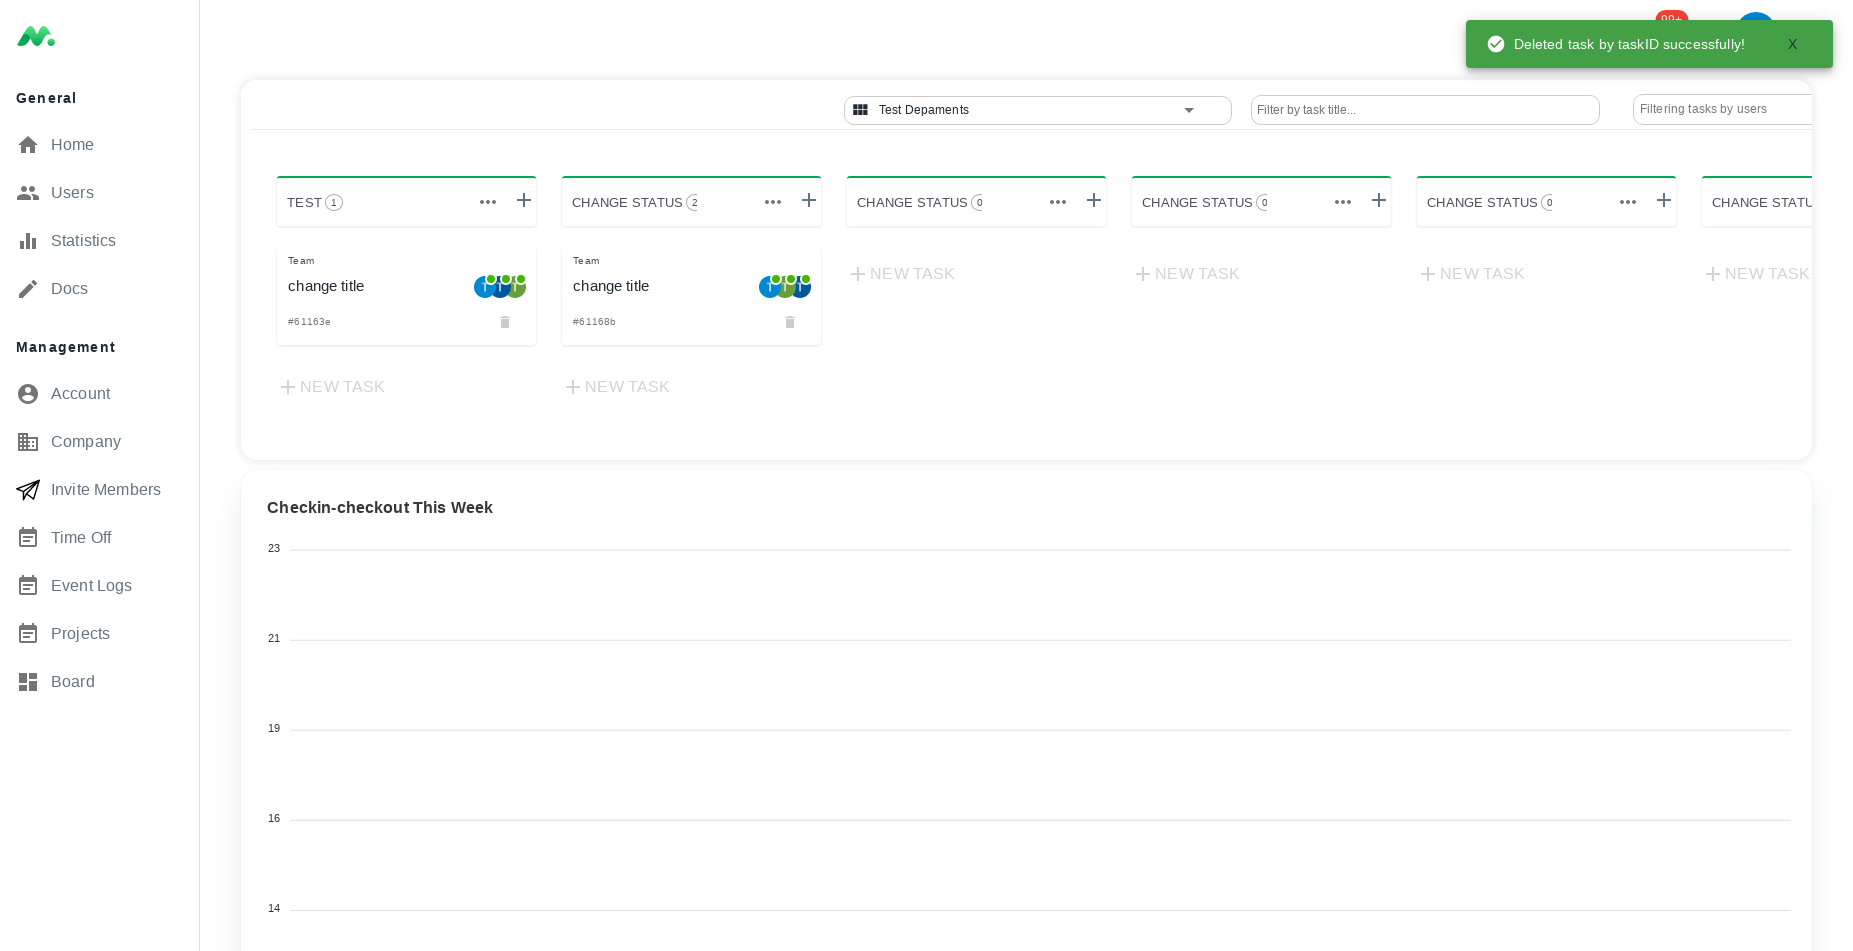 99+
Deleted task by taskID successfully! X
General
Home
Users
Statistics
Docs
Management
Account
Company
Invite Members
Time Off
Event Logs
Projects
Board
Test Depaments
Filter by task title...
Filtering tasks by users
TEST 1
CHANGE STATUS 2
CHANGE STATUS 0
CHANGE STATUS 0
CHANGE STATUS 0
CHANGE STATU
Team
change title
T T T
#61163e
NEW TASK
Team
change title
T T T
#61168b
NEW TASK
NEW TASK
NEW TASK
NEW TASK
NEW TASK
Checkin-checkout This Week
23
21
19
16
14